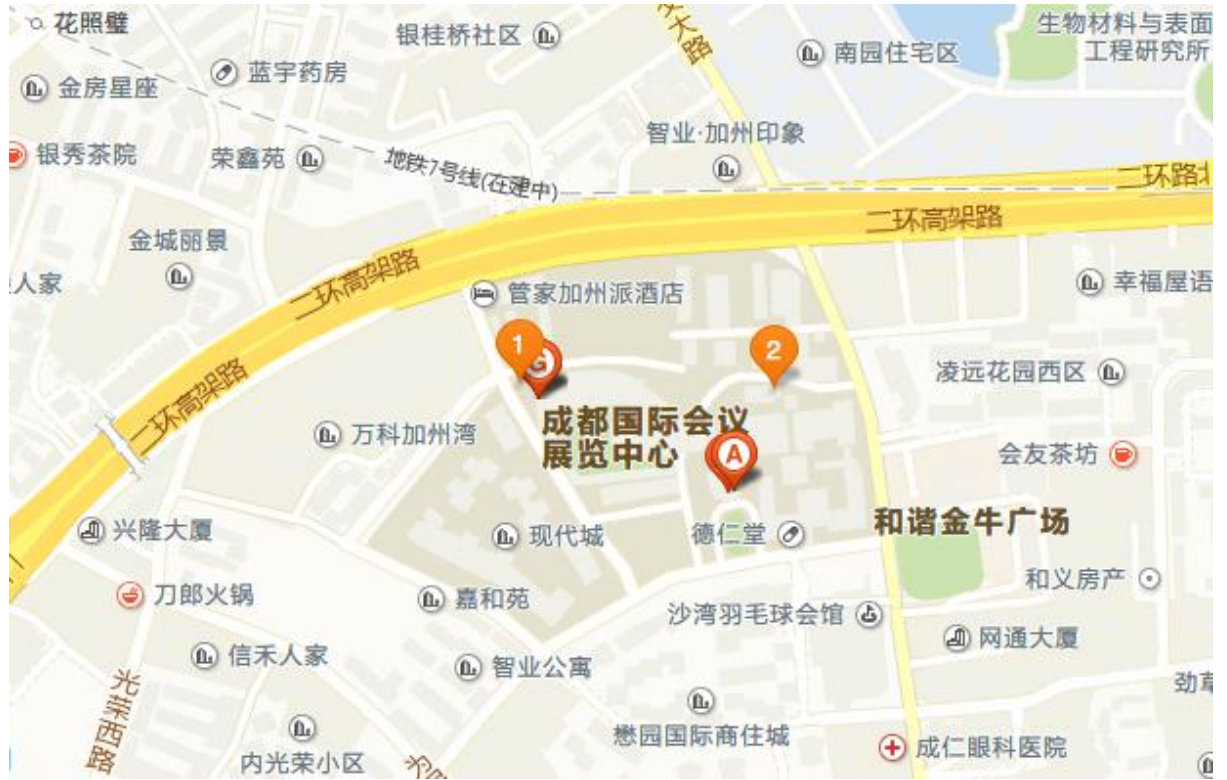 花照壁
银桂桥社区
大路
南园住宅区
生物材料与表面
工程研究所
金房星座
蓝宇药房
智业·加州印象
银秀茶院
荣鑫苑
地铁7号线(在建中)
二环路北
二环高架路
金城丽景
人家
二环高架路
管家加州派酒店
幸福屋语
1
G
2
凌远花园西区
二环高架路
万科加州湾
成都国际会议
展览中心
A
会友茶坊
兴隆大厦
现代城
德仁堂
和谐金牛广场
刀郎火锅
嘉和苑
和义房产
沙湾羽毛球会馆
网通大厦
信禾人家
智业公寓
光荣西路
劲草
内光荣小区
懋园国际商住城
成仁眼科医院